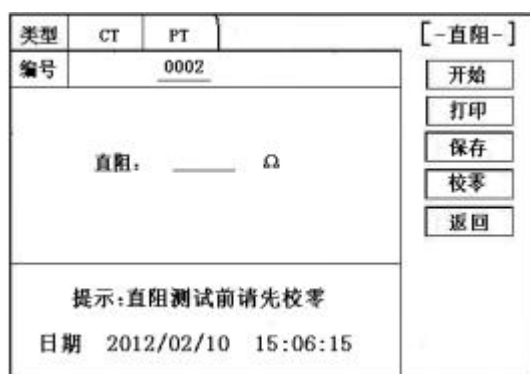 类型 CT PT
编号 0002
直阻: Ω
提示:直阻测试前请先校零
日期 2012/02/10 15:06:15
[-直阻-]
开始
打印
保存
校零
返回